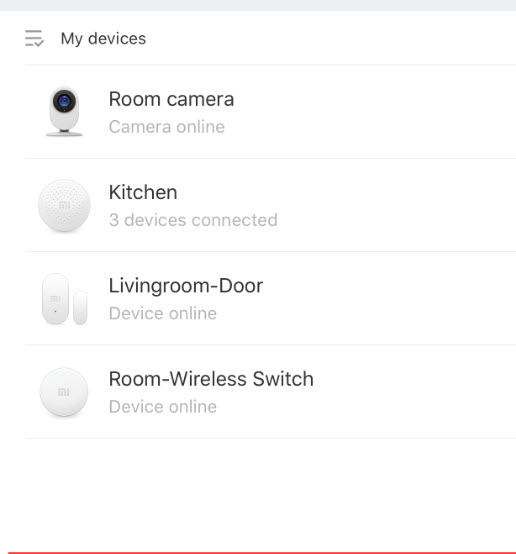 My devices
Room camera
Camera online
Kitchen
3 devices connected
Livingroom-Door
Device online
Room-Wireless Switch
Device online